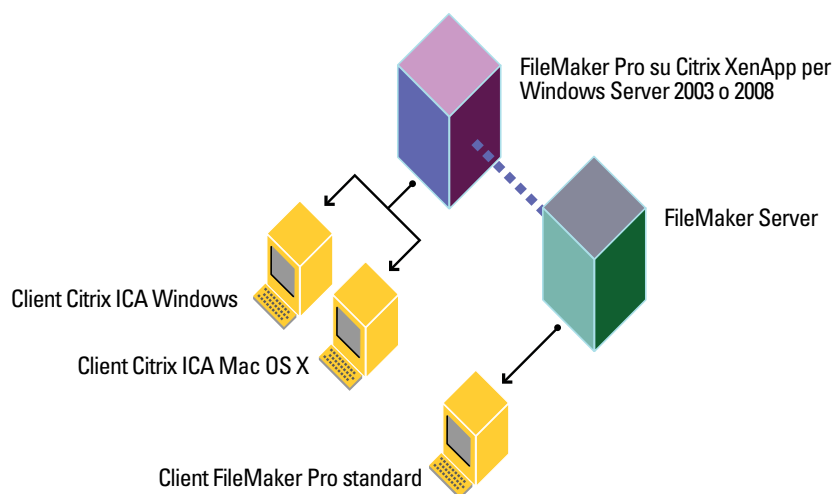 FileMaker Pro su Citrix XenApp per
Windows Server 2003 o 2008
FileMaker Server
Client Citrix ICA Windows
Client Citrix ICA Mac OS X
Client FileMaker Pro standard